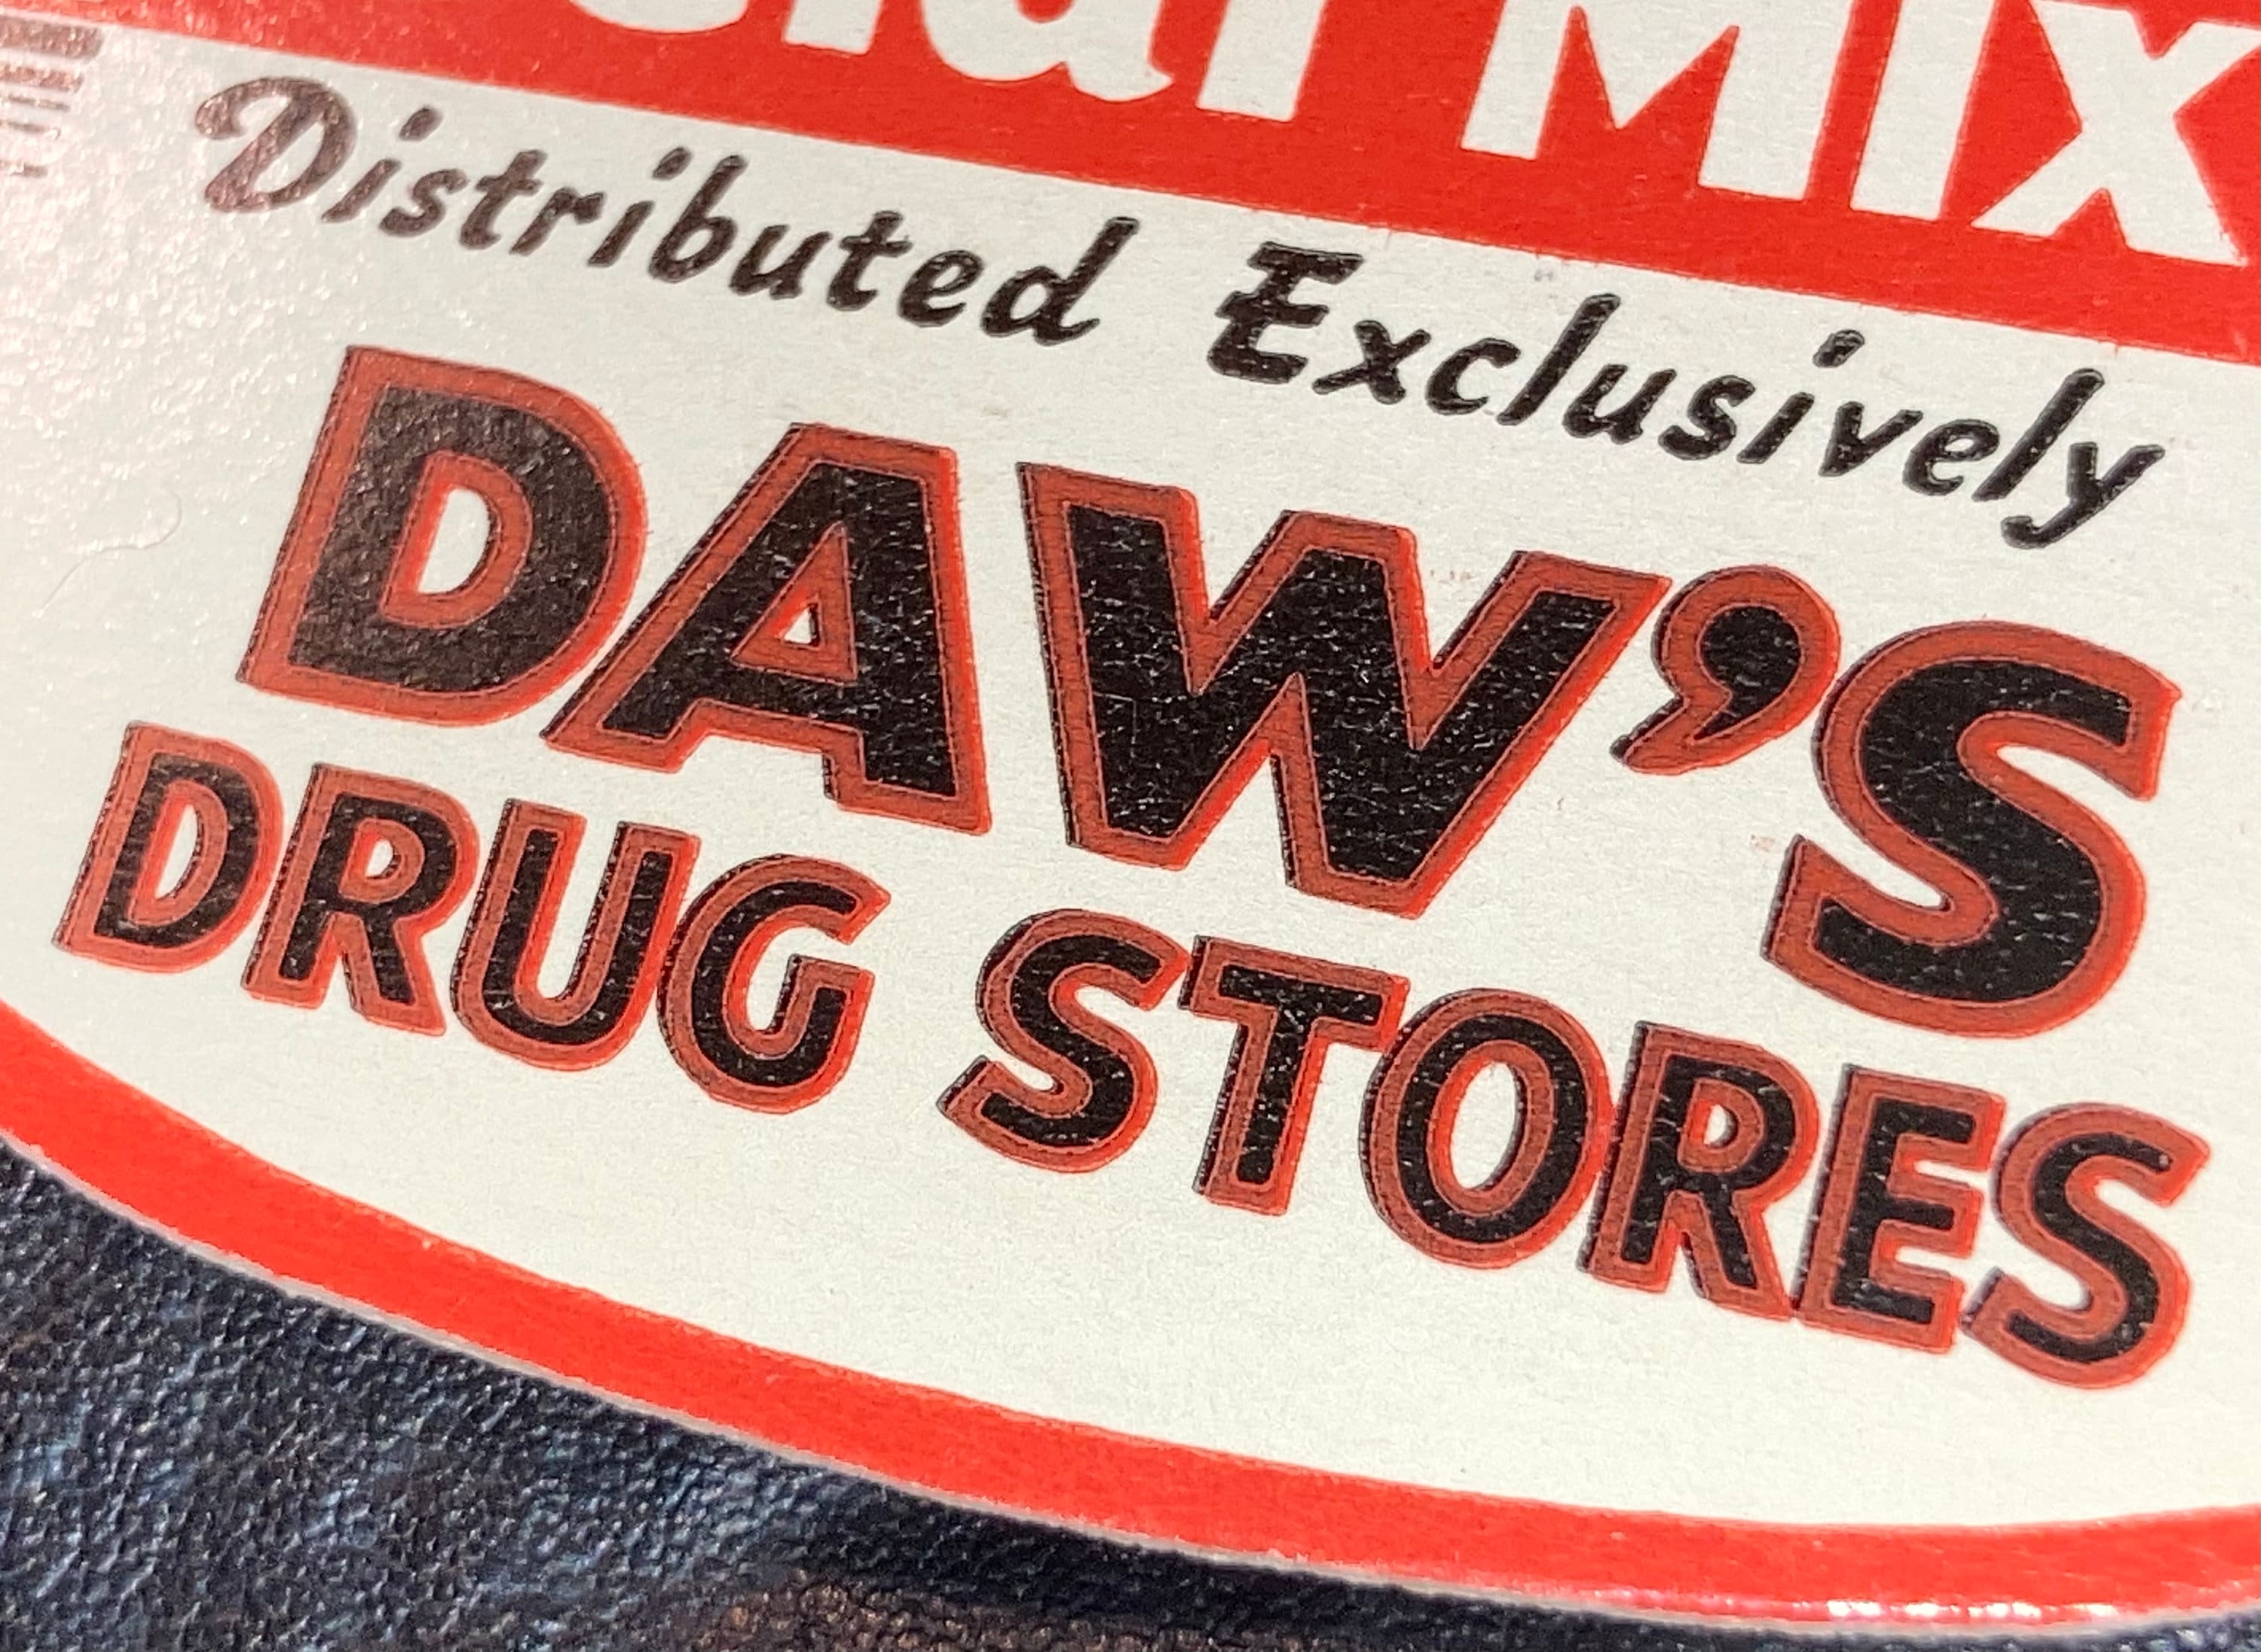 Mix
Distributed Exclusively
DAW'S
DRUG STORES